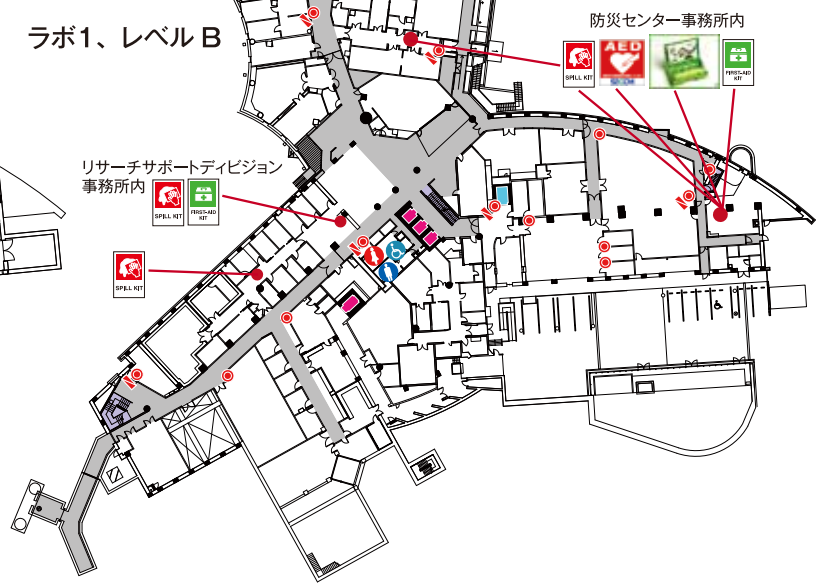 ラボ1、レベル B
防災センター事務所内
SPILL KIT
AED
SECOM
FIRST-AID
KIT
リサーチサポートディビジョン
事務所内
SPILL KIT
FIRST-AID
KIT
SPILL KIT